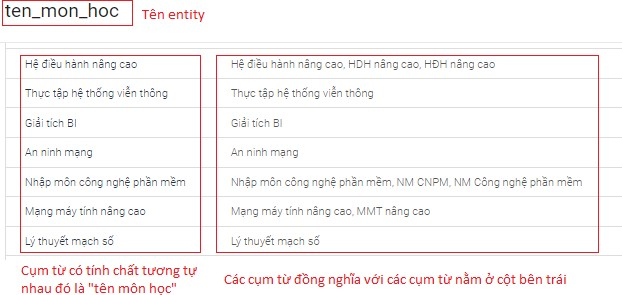 ten_mon_hoc Tên entity
Hệ điều hành nâng cao Hệ điều hành nâng cao, HDH nâng cao, HĐH nâng cao
Thực tập hệ thống viễn thông Thực tập hệ thống viễn thông
Giải tích BI Giải tích BI
An ninh mạng An ninh mạng
Nhập môn công nghệ phần mềm Nhập môn công nghệ phần mềm, NM CNPM, NM Công nghệ phần mềm
Mạng máy tính nâng cao Mạng máy tính nâng cao, MMT nâng cao
Lý thuyết mạch số Lý thuyết mạch số
Cụm từ có tính chất tương tự
nhau đó là "tên môn học"
Các cụm từ đồng nghĩa với các cụm từ nằm ở cột bên trái